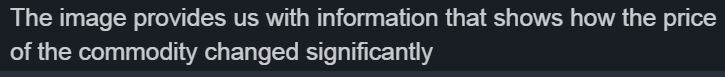 The image provides us with information that shows how the price
of the commodity changed significantly